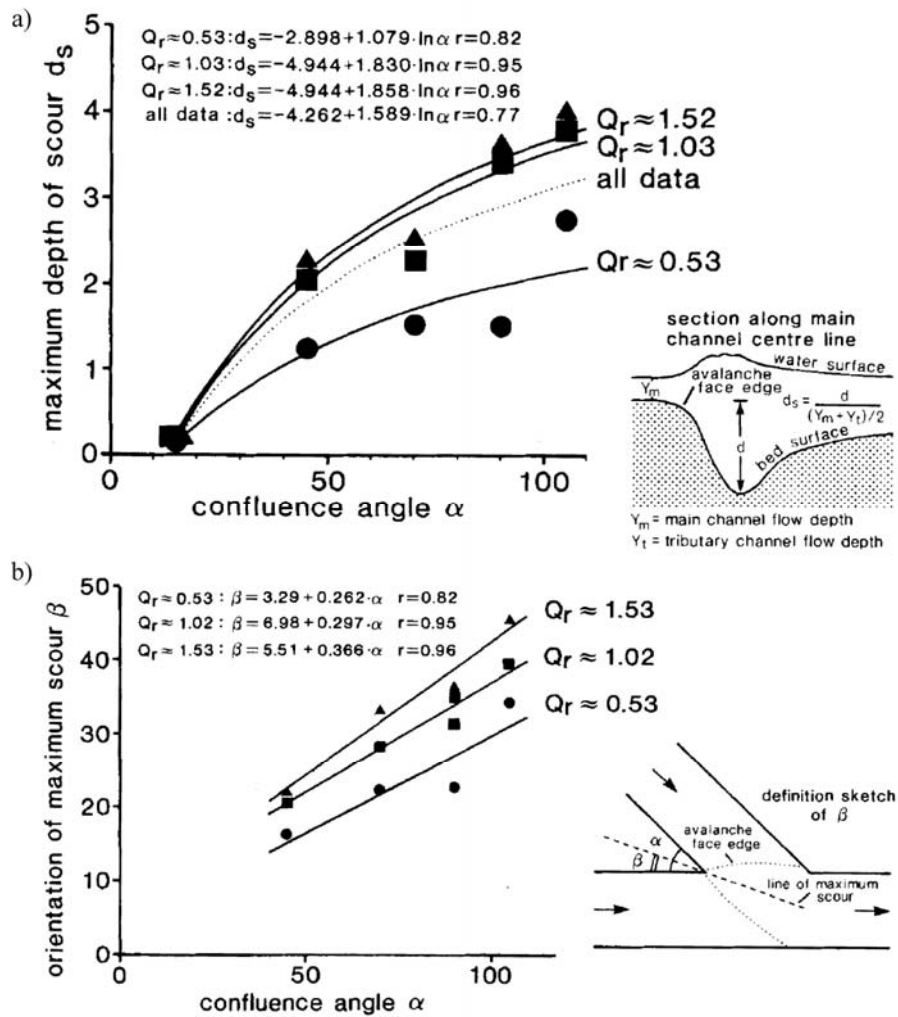 a)
Qr≈0.53:ds=-2.898+1.079·lnα r=0.82
Qr≈1.03:ds=-4.944+1.830·lnα r=0.95
Qr≈1.52:ds=-4.944+1.858·lnα r=0.96
all data :ds=-4.262+1.589·lnα r=0.77
maximum depth of scour ds
5
4
3
2
1
0
0
50
100
confluence angle α
Qr≈1.52
Qr≈1.03
all data
Qr≈0.53
section along main
channel centre line
water surface
avalanche
face edge
Ym
ds= d
(Ym+Yt)/2
d
bed surface
Ym= main channel flow depth
Yt= tributary channel flow depth
b)
Qr≈0.53 : β=3.29+0.262·α r=0.82
Qr≈1.02 : β=6.98+0.297·α r=0.95
Qr≈1.53 : β=5.51+0.366·α r=0.96
orientation of maximum scour β
50
40
30
20
10
0
0
50
100
confluence angle α
Qr≈1.53
Qr≈1.02
Qr≈0.53
definition sketch
of β
avalanche
face edge
α
β
line of maximum
scour